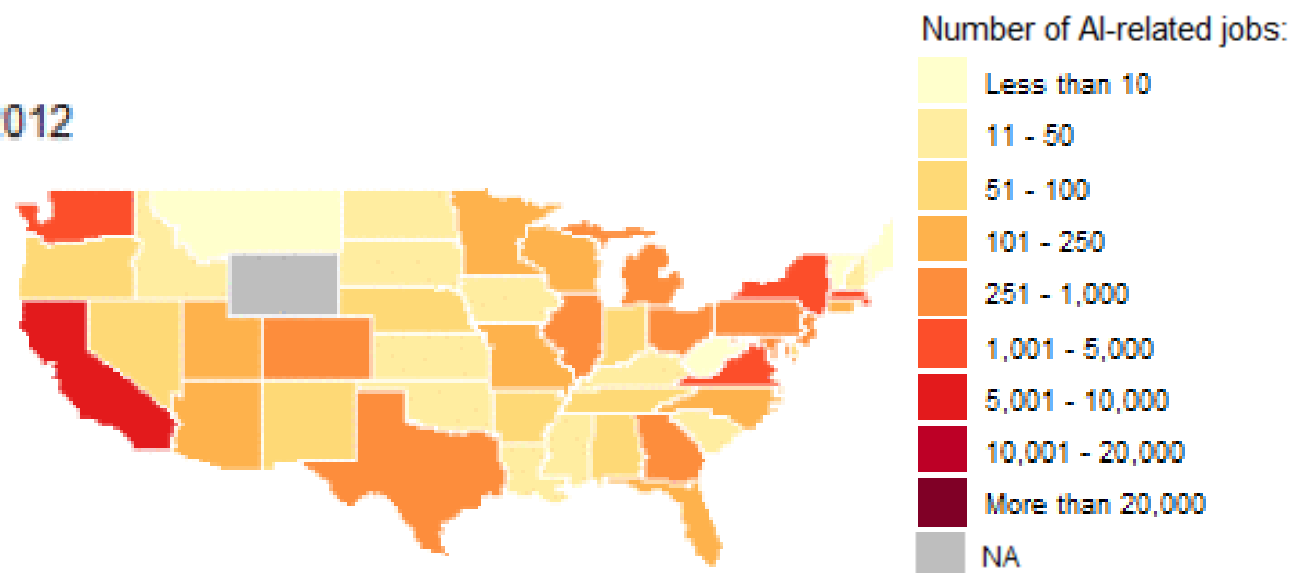 Number of AI-related jobs:
Less than 10
012
11 - 50
51 - 100
101 - 250
251 - 1,000
1,001 - 5,000
5,001 - 10,000
10,001 - 20,000
More than 20,000
NA